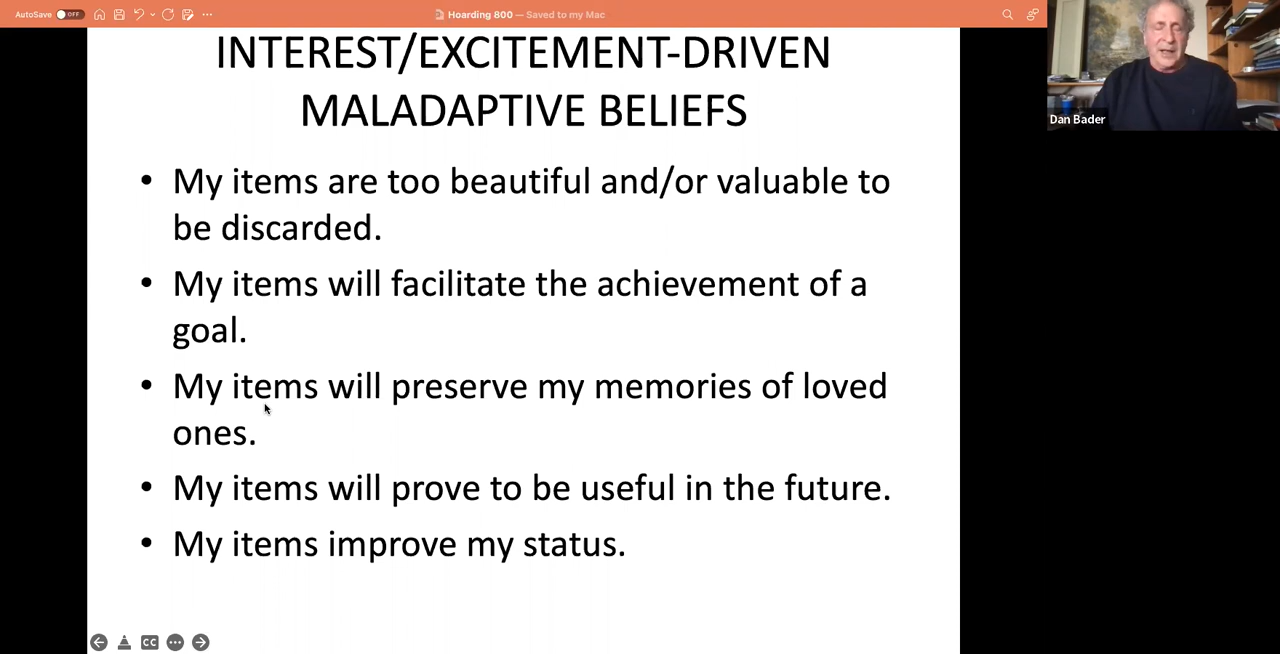 AutoSave OFF
Hoarding 800 — Saved to my Mac
INTEREST/EXCITEMENT-DRIVEN
MALADAPTIVE BELIEFS
• My items are too beautiful and/or valuable to
be discarded.
• My items will facilitate the achievement of a
goal.
• My items will preserve my memories of loved
ones.
• My items will prove to be useful in the future.
• My items improve my status.
Dan Bader
CC